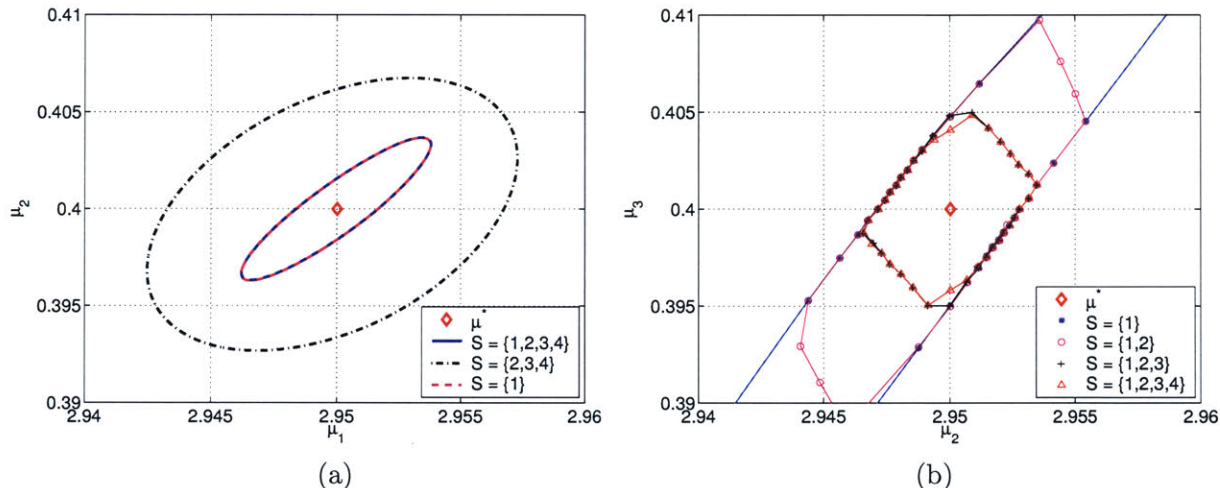 0.41
0.405
0.4
0.395
0.39
μ₂
2.94
2.945
2.95
2.955
2.96
μ₁
μ*
S = {1,2,3,4}
S = {2,3,4}
S = {1}
(a)
0.41
0.405
0.4
0.395
0.39
μ₃
2.94
2.945
2.95
2.955
2.96
μ₂
μ*
S = {1}
S = {1,2}
S = {1,2,3}
S = {1,2,3,4}
(b)